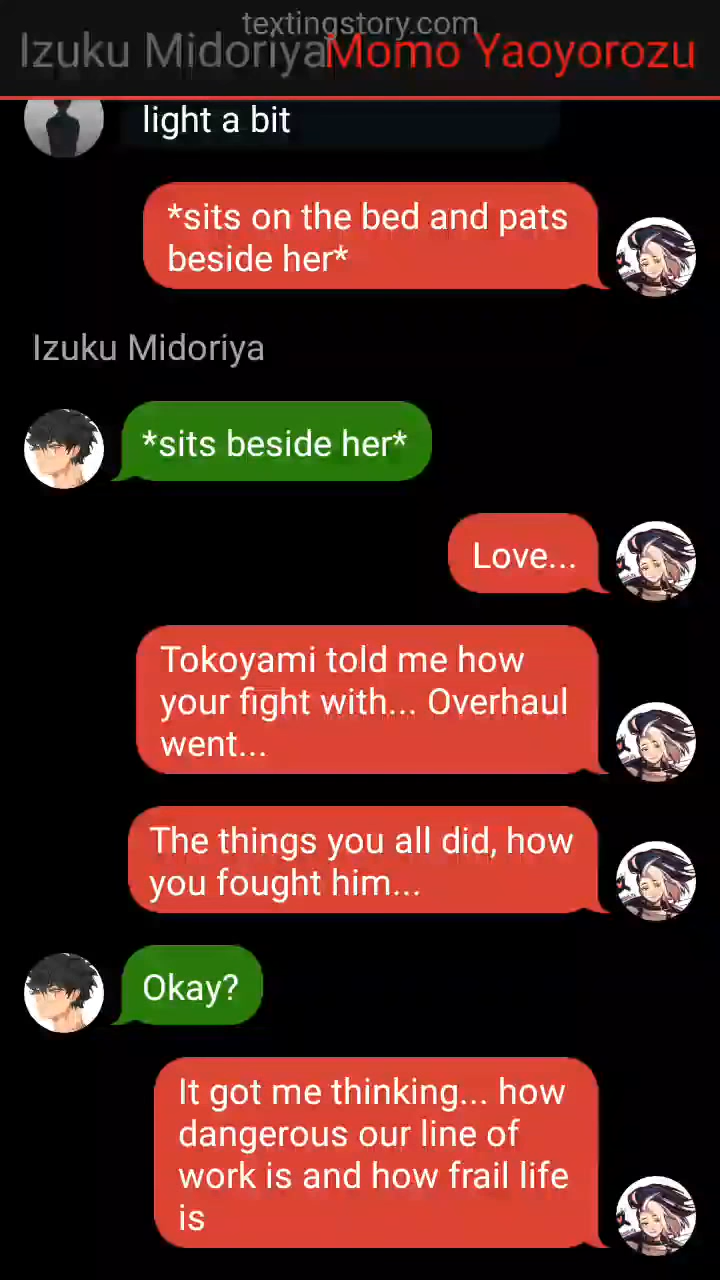 textingstory.com
Izuku Midoriya Momo Yaoyorozu
light a bit
*sits on the bed and pats
beside her*
Izuku Midoriya
*sits beside her*
Love...
Tokoyami told me how
your fight with... Overhaul
went...
The things you all did, how
you fought him...
Okay?
It got me thinking... how
dangerous our line of
work is and how frail life
is